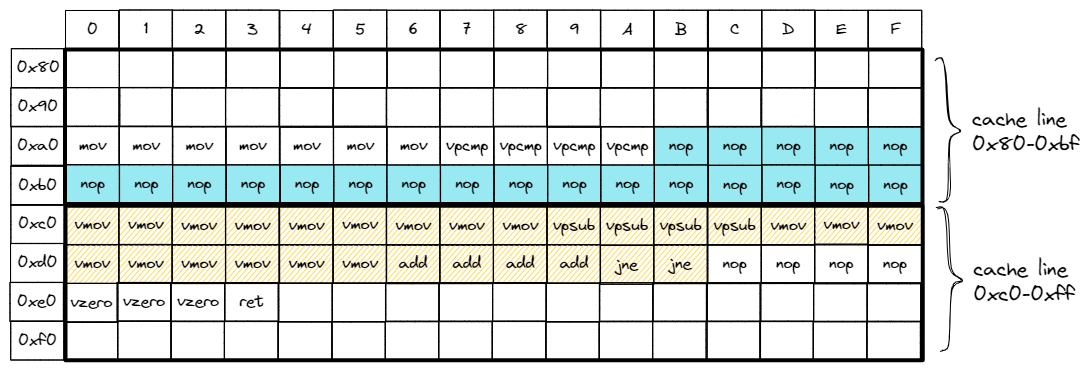 0 1 2 3 4 5 6 7 8 9 A B C D E F
0x80
0x90
0xa0 mov mov mov mov mov mov mov vpcmp vpcmp vpcmp vpcmp nop nop nop nop nop
0xb0 nop nop nop nop nop nop nop nop nop nop nop nop nop nop nop nop
cache line
0x80-0xbf
0xc0 vmov vmov vmov vmov vmov vmov vmov vmov vmov vpsub vpsub vpsub vpsub vmov vmov vmov
0xd0 vmov vmov vmov vmov vmov vmov add add add add jne jne nop nop nop nop
0xe0 vzero vzero vzero ret
0xf0
cache line
0xc0-0xff